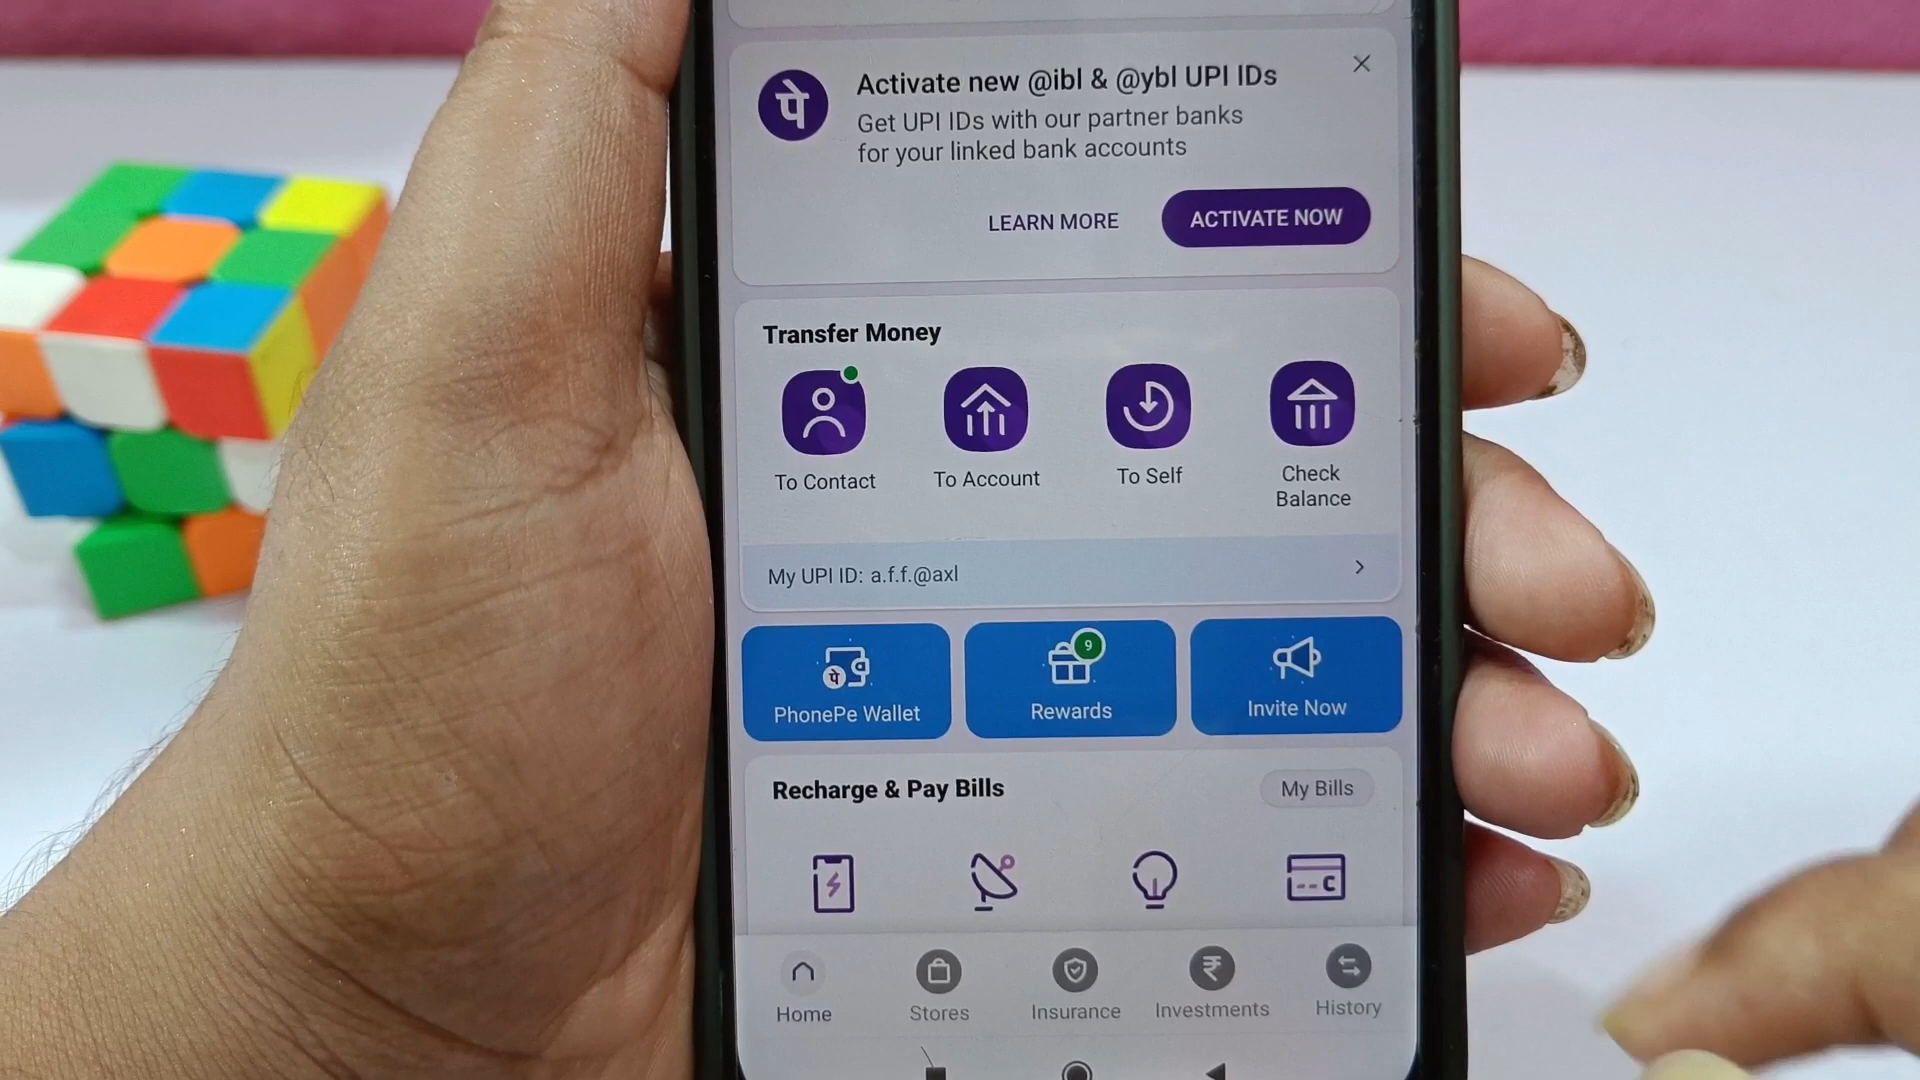 पे
Activate new @ibl & @ybl UPI IDs
Get UPI IDs with our partner banks
for your linked bank accounts
LEARN MORE
ACTIVATE NOW
Transfer Money
To Contact
To Account
To Self
Check
Balance
My UPI ID: a.f.f.@axl
पे
PhonePe Wallet
9
Rewards
Invite Now
Recharge & Pay Bills
My Bills
C
₹
Home
Stores
Insurance
Investments
History